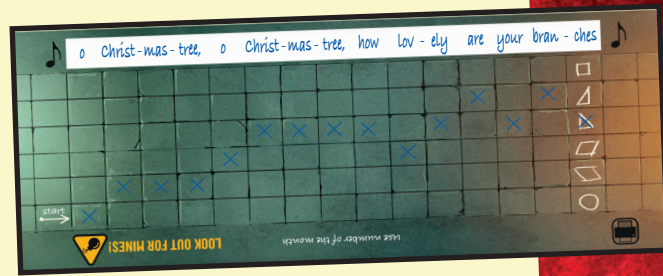 O Christ-mas-tree, O Christ-mas-tree, how lov-ely are your bran-ches
start
LOOK OUT FOR MINES!
use number of the month